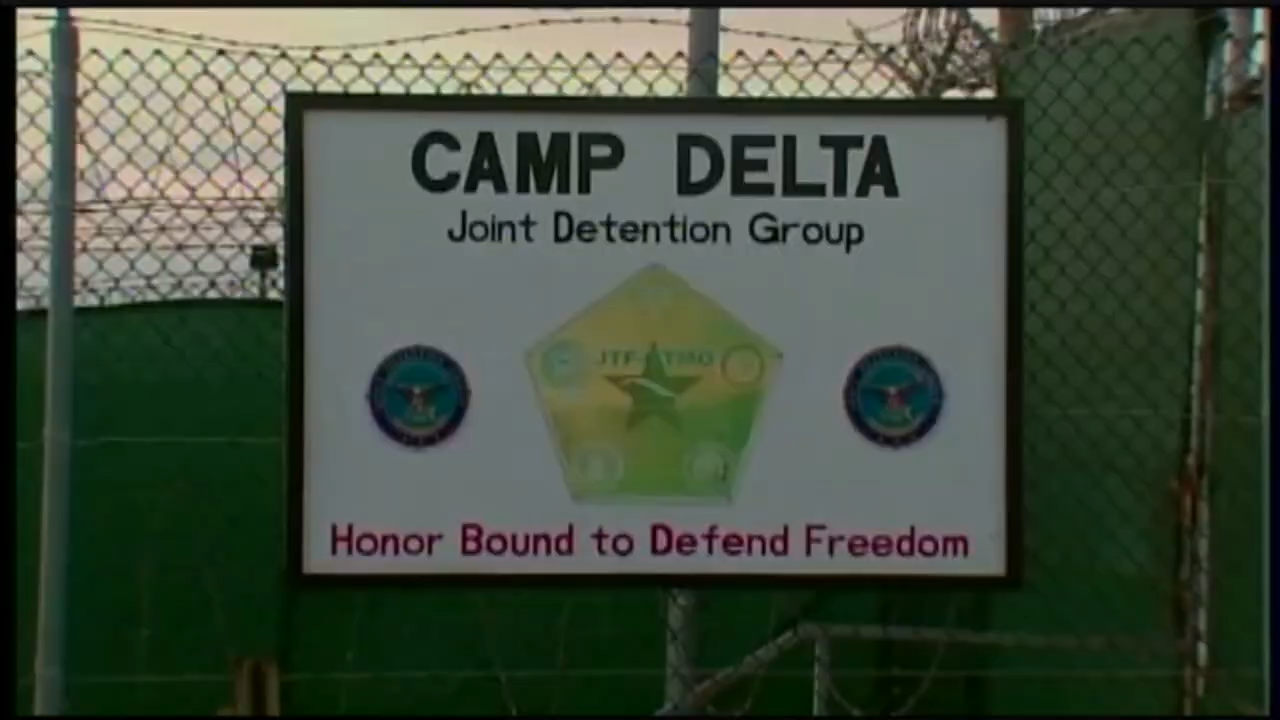 CAMP DELTA
Joint Detention Group
JTF-GTMO
Honor Bound to Defend Freedom